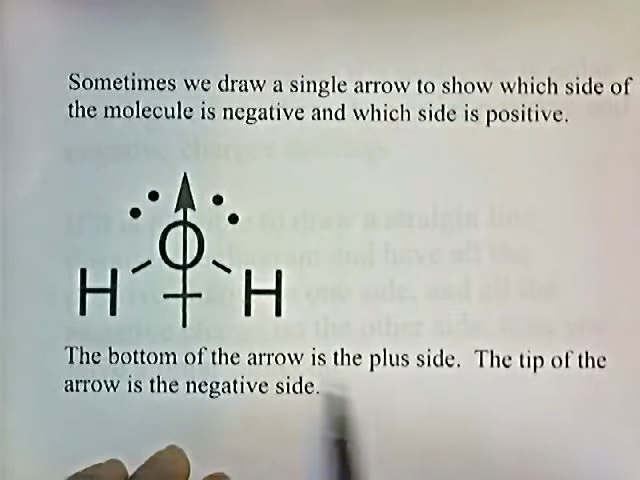 Sometimes we draw a single arrow to show which side of
the molecule is negative and which side is positive.
O
H H
The bottom of the arrow is the plus side. The tip of the
arrow is the negative side.